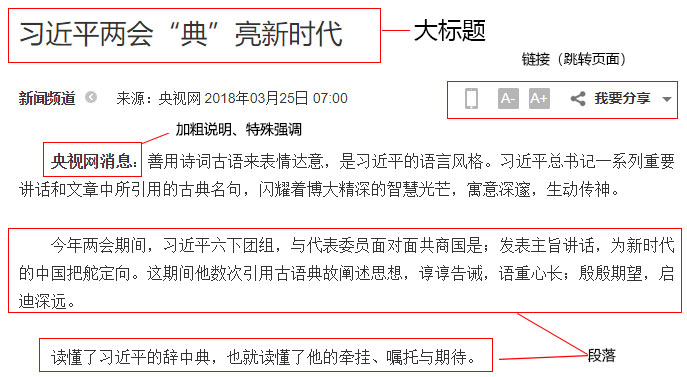 习近平两会“典”亮新时代
大标题
链接（跳转页面）
新闻频道 来源：央视网 2018年03月25日 07:00
A- A+ 我要分享
加粗说明、特殊强调
央视网消息：善用诗词古语来表情达意，是习近平的语言风格。习近平总书记一系列重要
讲话和文章中所引用的古典名句，闪耀着博大精深的智慧光芒，寓意深邃，生动传神。
今年两会期间，习近平六下团组，与代表委员面对面共商国是；发表主旨讲话，为新时代
的中国把舵定向。这期间他数次引用古语典故阐述思想，谆谆告诫，语重心长；殷殷期望，启
迪深远。
段落
读懂了习近平的辞中典，也就读懂了他的牵挂、嘱托与期待。